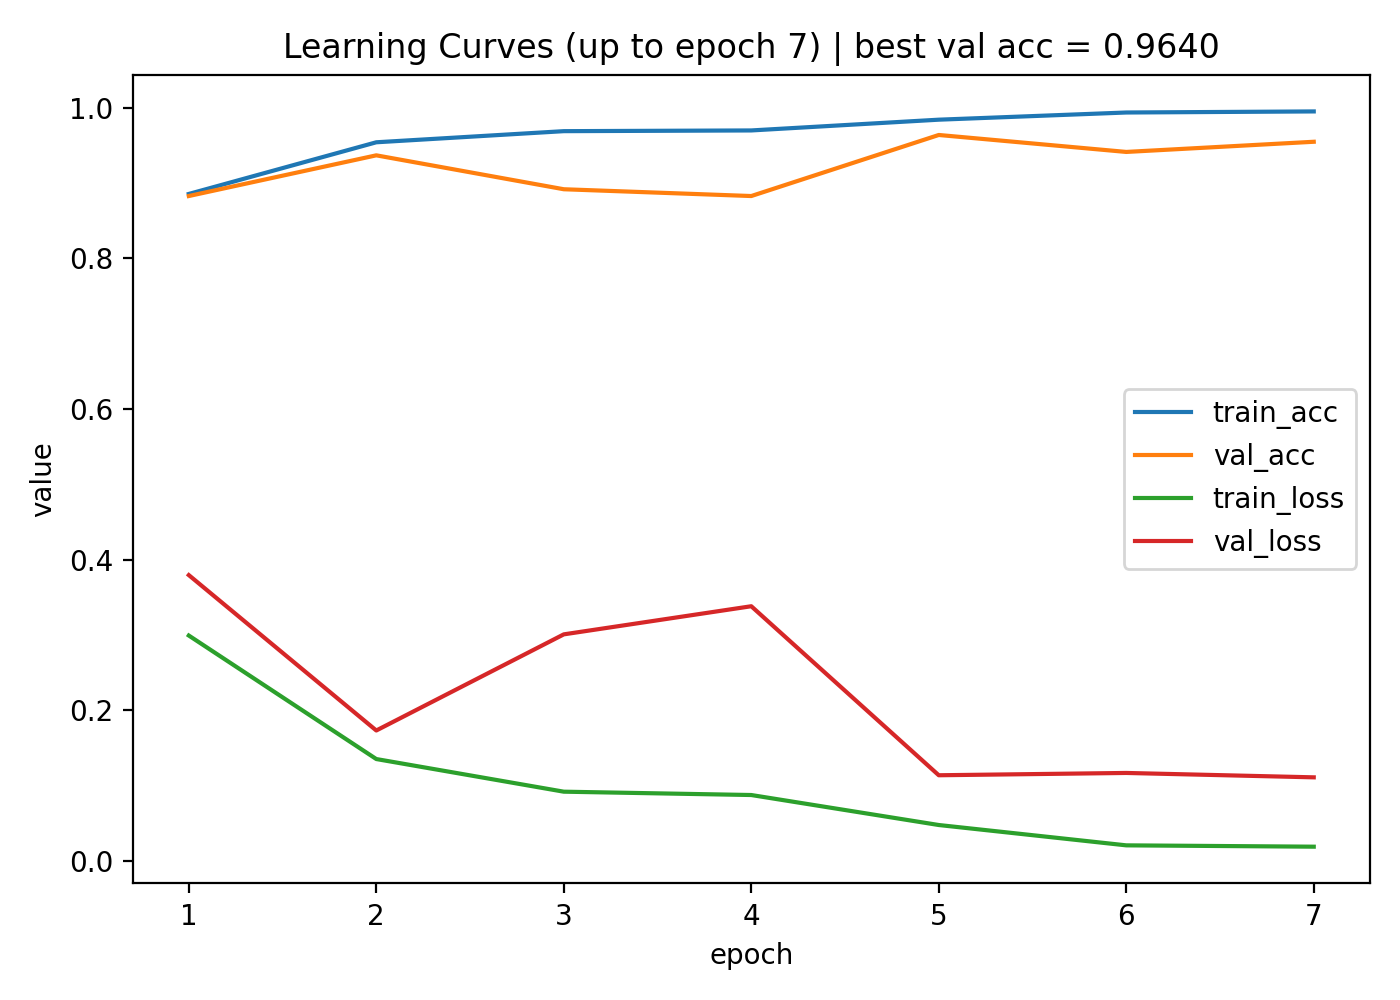 Learning Curves (up to epoch 7) | best val acc = 0.9640
1.0
0.8
0.6
0.4
0.2
0.0
value
train_acc
val_acc
train_loss
val_loss
1 2 3 4 5 6 7
epoch